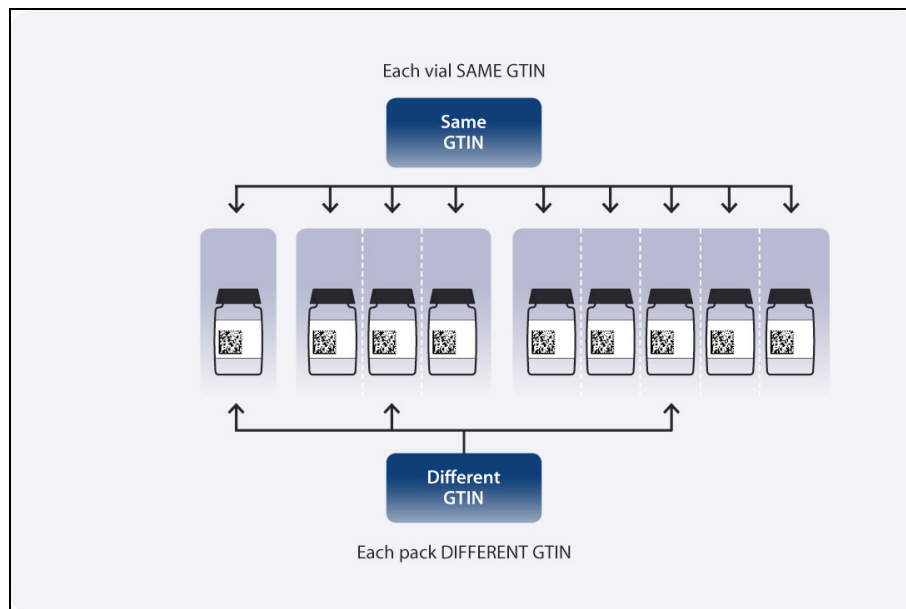 Each vial SAME GTIN
Same
GTIN
Different
GTIN
Each pack DIFFERENT GTIN